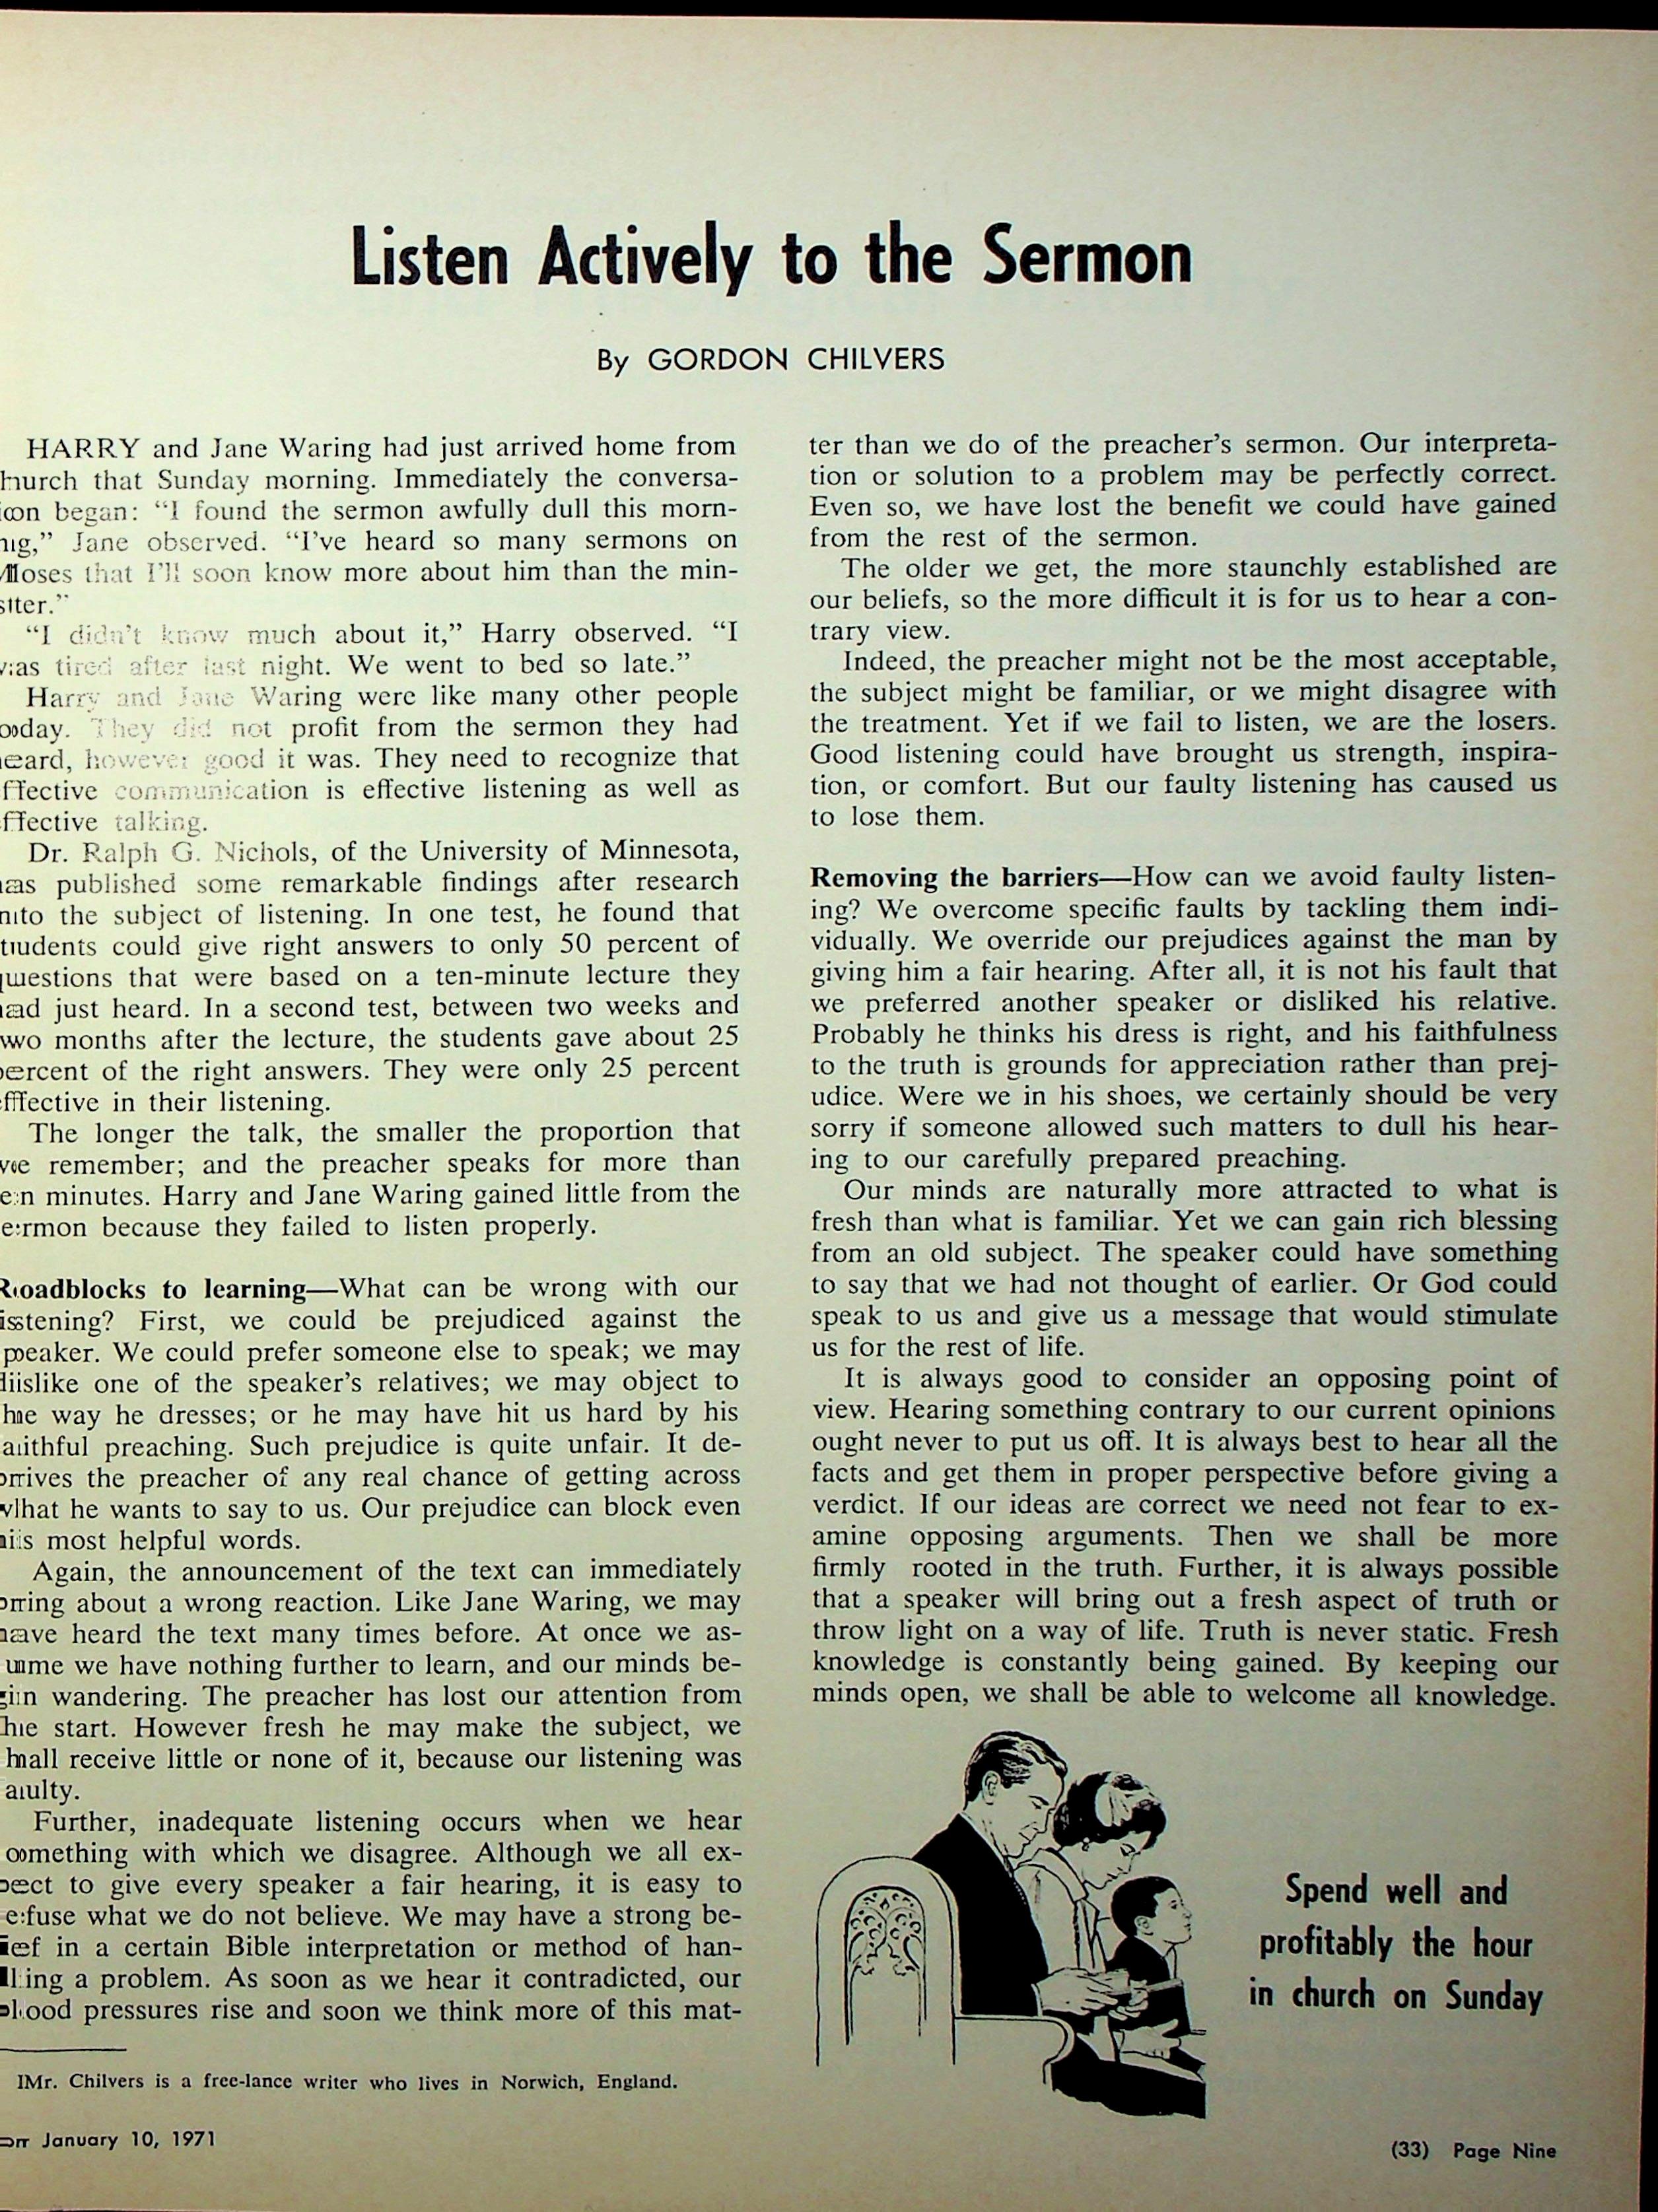 Listen Actively to the Sermon
By GORDON CHILVERS
HARRY and Jane Waring had just arrived home from
hurch that Sunday morning. Immediately the conversa-
ion began: “I found the sermon awfully dull this morn-
ng,” Jane observed. “I’ve heard so many sermons on
Moses that I’ll soon know more about him than the min-
ster.”
“I didn’t know much about it,” Harry observed. “I
was tired after last night. We went to bed so late.”
Harry and Jane Waring were like many other people
oday. They did not profit from the sermon they had
eard, however good it was. They need to recognize that
ffective communication is effective listening as well as
ffective talking.
Dr. Ralph G. Nichols, of the University of Minnesota,
as published some remarkable findings after research
nto the subject of listening. In one test, he found that
tudents could give right answers to only 50 percent of
questions that were based on a ten-minute lecture they
had just heard. In a second test, between two weeks and
wo months after the lecture, the students gave about 25
percent of the right answers. They were only 25 percent
effective in their listening.
The longer the talk, the smaller the proportion that
we remember; and the preacher speaks for more than
en minutes. Harry and Jane Waring gained little from the
ermon because they failed to listen properly.
Roadblocks to learning—What can be wrong with our
istening? First, we could be prejudiced against the
peaker. We could prefer someone else to speak; we may
dislike one of the speaker’s relatives; we may object to
he way he dresses; or he may have hit us hard by his
aithful preaching. Such prejudice is quite unfair. It de-
prives the preacher of any real chance of getting across
what he wants to say to us. Our prejudice can block even
his most helpful words.
Again, the announcement of the text can immediately
bring about a wrong reaction. Like Jane Waring, we may
have heard the text many times before. At once we as-
ume we have nothing further to learn, and our minds be-
gin wandering. The preacher has lost our attention from
he start. However fresh he may make the subject, we
hall receive little or none of it, because our listening was
aulty.
Further, inadequate listening occurs when we hear
omething with which we disagree. Although we all ex-
pect to give every speaker a fair hearing, it is easy to
efuse what we do not believe. We may have a strong be-
ief in a certain Bible interpretation or method of han-
ling a problem. As soon as we hear it contradicted, our
blood pressures rise and soon we think more of this mat-
Mr. Chilvers is a free-lance writer who lives in Norwich, England.
or January 10, 1971
ter than we do of the preacher’s sermon. Our interpreta-
tion or solution to a problem may be perfectly correct.
Even so, we have lost the benefit we could have gained
from the rest of the sermon.
The older we get, the more staunchly established are
our beliefs, so the more difficult it is for us to hear a con-
trary view.
Indeed, the preacher might not be the most acceptable,
the subject might be familiar, or we might disagree with
the treatment. Yet if we fail to listen, we are the losers.
Good listening could have brought us strength, inspira-
tion, or comfort. But our faulty listening has caused us
to lose them.
Removing the barriers—How can we avoid faulty listen-
ing? We overcome specific faults by tackling them indi-
vidually. We override our prejudices against the man by
giving him a fair hearing. After all, it is not his fault that
we preferred another speaker or disliked his relative.
Probably he thinks his dress is right, and his faithfulness
to the truth is grounds for appreciation rather than prej-
udice. Were we in his shoes, we certainly should be very
sorry if someone allowed such matters to dull his hear-
ing to our carefully prepared preaching.
Our minds are naturally more attracted to what is
fresh than what is familiar. Yet we can gain rich blessing
from an old subject. The speaker could have something
to say that we had not thought of earlier. Or God could
speak to us and give us a message that would stimulate
us for the rest of life.
It is always good to consider an opposing point of
view. Hearing something contrary to our current opinions
ought never to put us off. It is always best to hear all the
facts and get them in proper perspective before giving a
verdict. If our ideas are correct we need not fear to ex-
amine opposing arguments. Then we shall be more
firmly rooted in the truth. Further, it is always possible
that a speaker will bring out a fresh aspect of truth or
throw light on a way of life. Truth is never static. Fresh
knowledge is constantly being gained. By keeping our
minds open, we shall be able to welcome all knowledge.
Spend well and
profitably the hour
in church on Sunday
(33) Page Nine